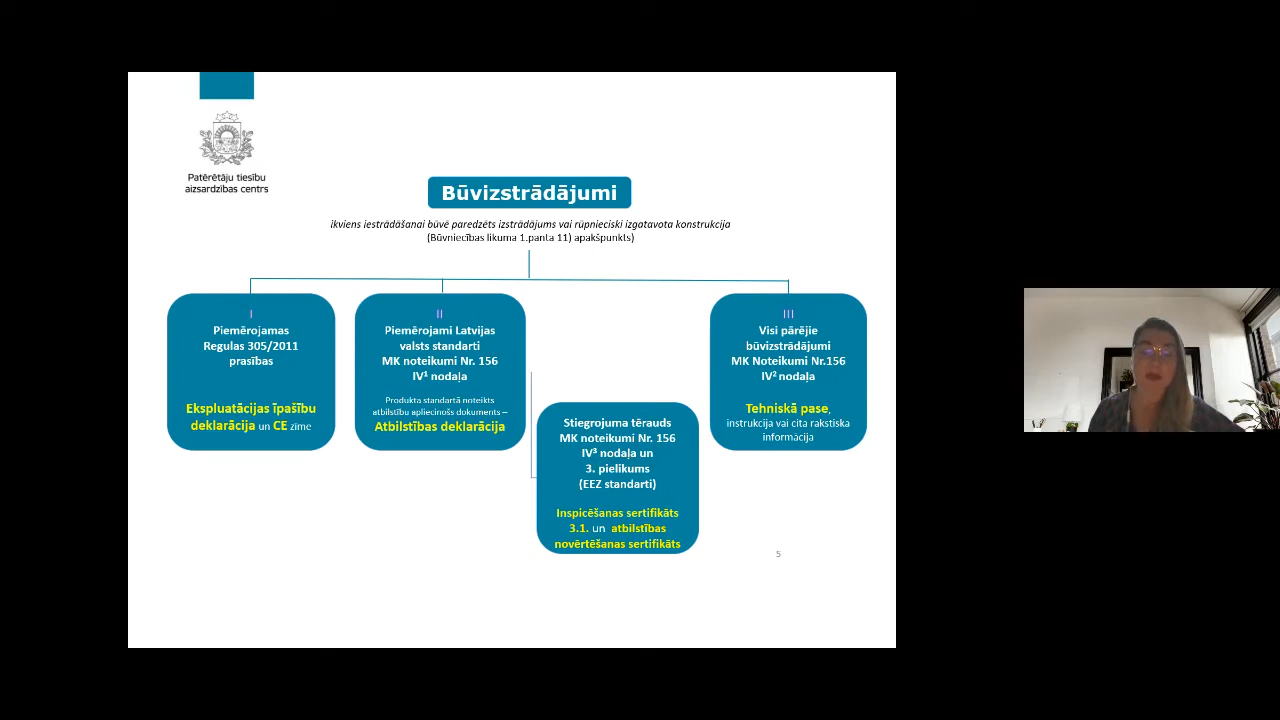 Patērētāju tiesību
aizsardzības centrs
Būvizstrādājumi
ikviens iestrādāšanai būvē paredzēts izstrādājums vai rūpnieciski izgatavota konstrukcija
(Būvniecības likuma 1.panta 11) apakšpunkts)
I
Piemērojamas
Regulas 305/2011
prasības
Ekspluatācijas īpašību
deklarācija un CE zīme
II
Piemērojami Latvijas
valsts standarti
MK noteikumi Nr. 156
IV¹ nodaļa
Produkta standartā noteikts
atbilstību apliecinošs dokuments –
Atbilstības deklarācija
Stiegrojuma tērauds
MK noteikumi Nr. 156
IV³ nodaļa un
3. pielikums
(EEZ standarti)
Inspicēšanas sertifikāts
3.1. un atbilstības
novērtēšanas sertifikāts
III
Visi pārējie
būvizstrādājumi
MK Noteikumi Nr.156
IV² nodaļa
Tehniskā pase,
instrukcija vai cita rakstiska
informācija
5